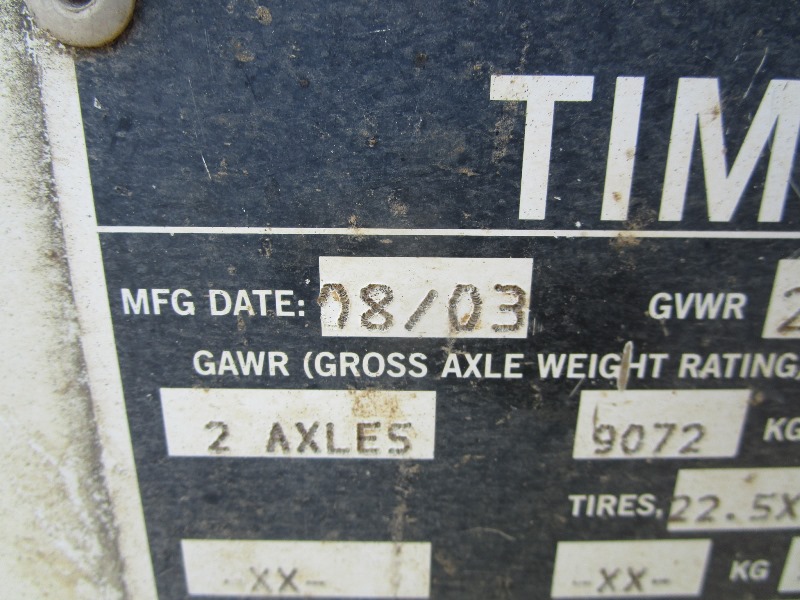 TIM
MFG DATE: 08/03 GVWR 2
GAWR (GROSS AXLE WEIGHT RATING)
2 AXLES 9072 KG
TIRES, 22.5X
-XX- -XX- KG